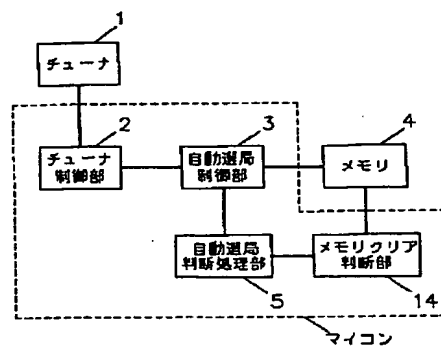 1
チューナ
2
3
4
チューナ
制御部
自動選局
制御部
メモリ
自動選局
判断処理部
メモリクリア
判断部
5
14
マイコン